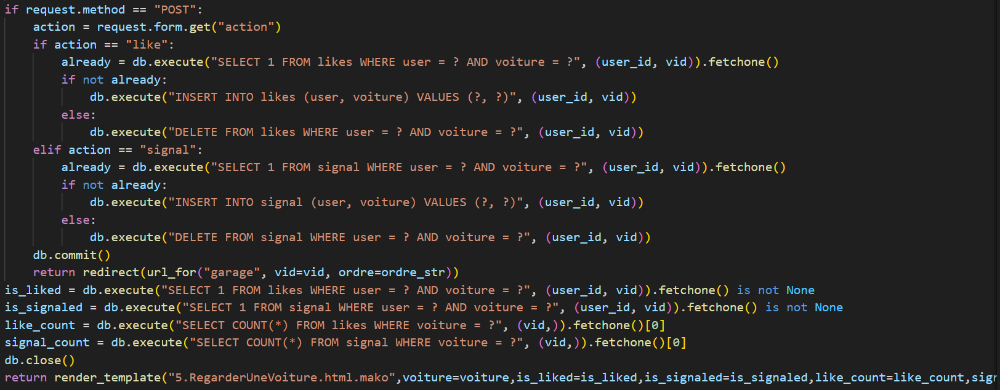 if request.method == "POST":
    action = request.form.get("action")
    if action == "like":
        already = db.execute("SELECT 1 FROM likes WHERE user = ? AND voiture = ?", (user_id, vid)).fetchone()
        if not already:
            db.execute("INSERT INTO likes (user, voiture) VALUES (?, ?)", (user_id, vid))
        else:
            db.execute("DELETE FROM likes WHERE user = ? AND voiture = ?", (user_id, vid))
    elif action == "signal":
        already = db.execute("SELECT 1 FROM signal WHERE user = ? AND voiture = ?", (user_id, vid)).fetchone()
        if not already:
            db.execute("INSERT INTO signal (user, voiture) VALUES (?, ?)", (user_id, vid))
        else:
            db.execute("DELETE FROM signal WHERE user = ? AND voiture = ?", (user_id, vid))
    db.commit()
    return redirect(url_for("garage", vid=vid, ordre=ordre_str))
is_liked = db.execute("SELECT 1 FROM likes WHERE user = ? AND voiture = ?", (user_id, vid)).fetchone() is not None
is_signaled = db.execute("SELECT 1 FROM signal WHERE user = ? AND voiture = ?", (user_id, vid)).fetchone() is not None
like_count = db.execute("SELECT COUNT(*) FROM likes WHERE voiture = ?", (vid,)).fetchone()[0]
signal_count = db.execute("SELECT COUNT(*) FROM signal WHERE voiture = ?", (vid,)).fetchone()[0]
db.close()
return render_template("5.RegarderUneVoiture.html.mako",voiture=voiture,is_liked=is_liked,is_signaled=is_signaled,like_count=like_count,sig